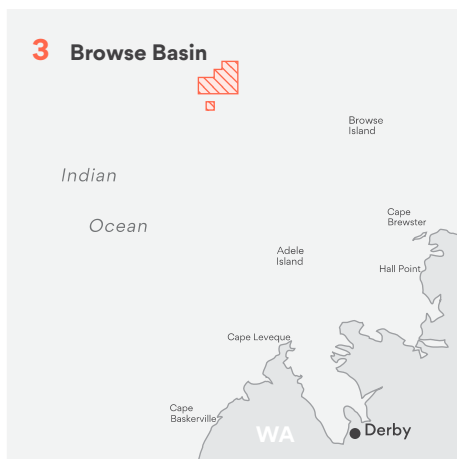 3 Browse Basin
Browse
Island
Indian
Cape
Brewster
Ocean
Adele
Island
Hall Point
Cape Leveque
Cape
Baskerville
WA
Derby